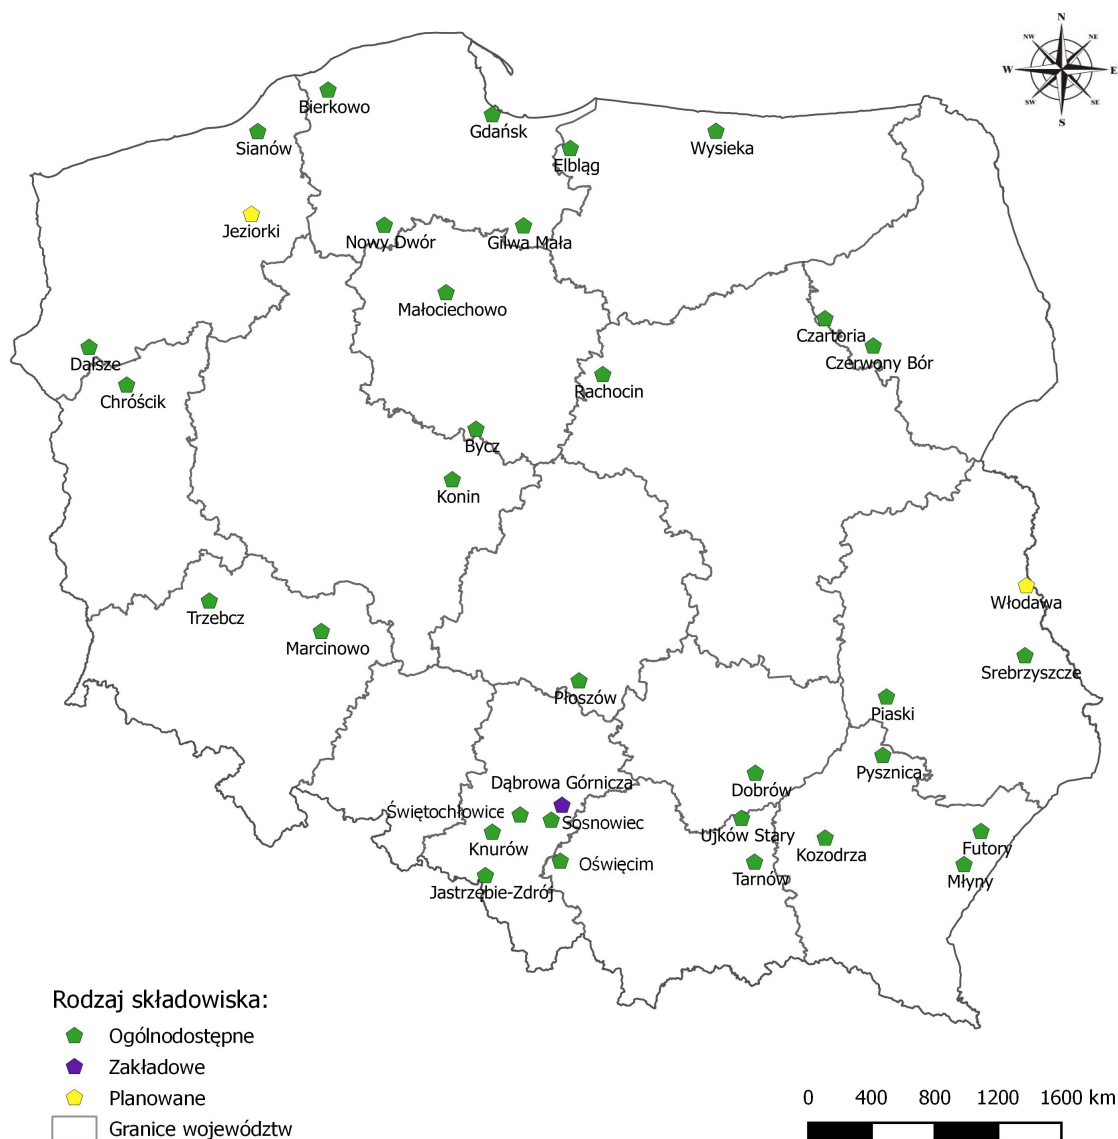 N
NW
NE
W
E
SW
SE
S
Bierkowo
Gdańsk
Sianów
Wysieka
Elbląg
Jeziorki
Nowy Dwór
Gilwa Mała
Małociechowo
Czartoria
Czerwony Bór
Dalsze
Rachocin
Chróścik
Bycz
Konin
Włodawa
Trzebcz
Marcinowo
Srebrzyszcze
Płoszów
Piaski
Pysznica
Dąbrowa Górnicza
Dobrów
Świętochłowice
Sosnowiec
Ujków Stary
Knurów
Kozodrza
Futory
Oświęcim
Tarnów
Młyny
Jastrzębie-Zdrój
Rodzaj składowiska:
Ogólnodostępne
Zakładowe
Planowane
Granice województw
0 400 800 1200 1600 km